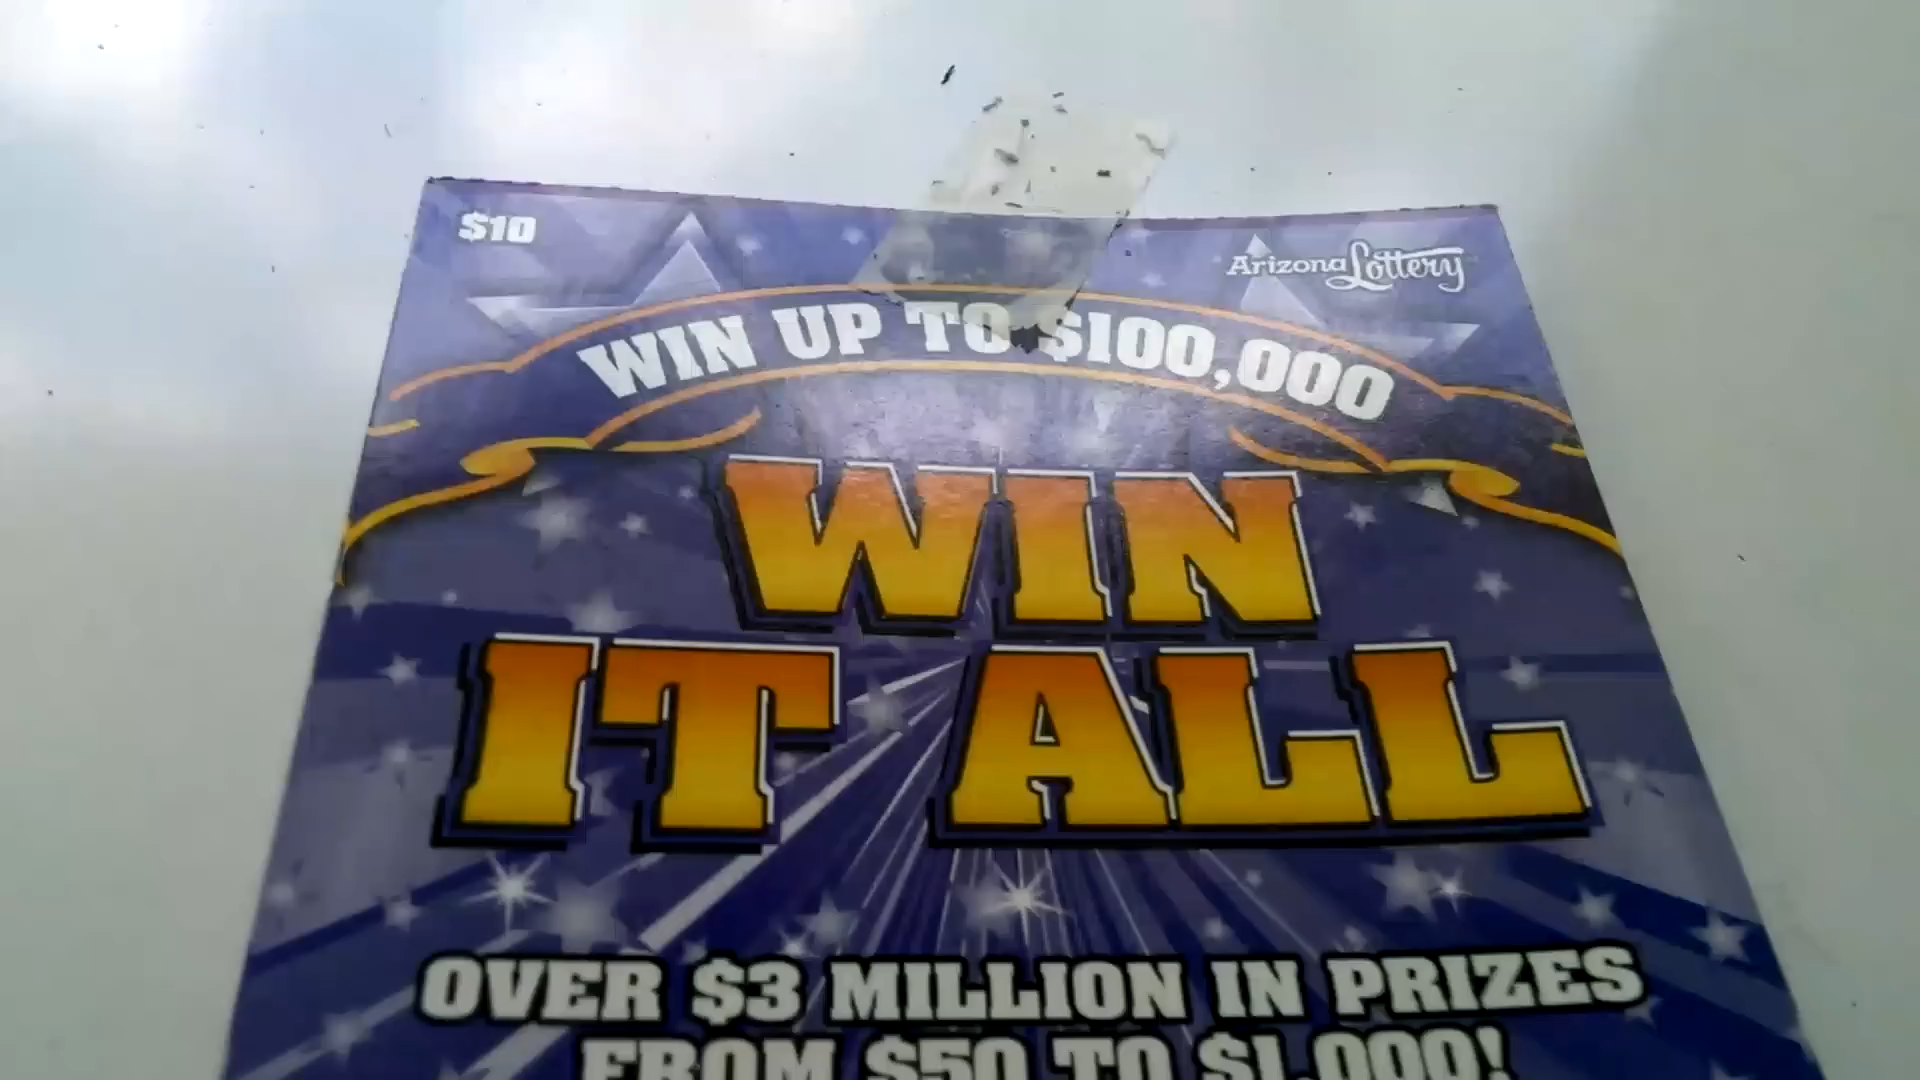 $10
Arizona Lottery
WIN UP TO $100,000
WIN
IT ALL
OVER $3 MILLION IN PRIZES
FROM $50 TO $1,000!